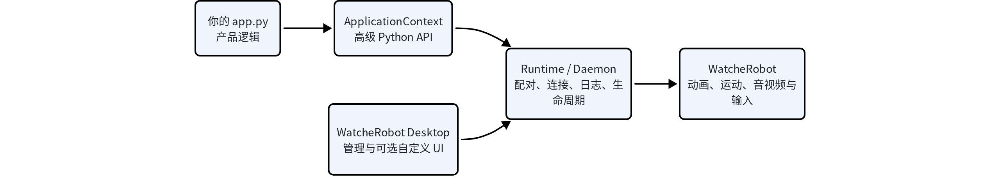 你的 app.py
产品逻辑
ApplicationContext
高级 Python API
Runtime / Daemon
配对、连接、日志、生
命周期
WatcheRobot
动画、运动、音视频与
输入
WatcheRobot Desktop
管理与可选自定义 UI